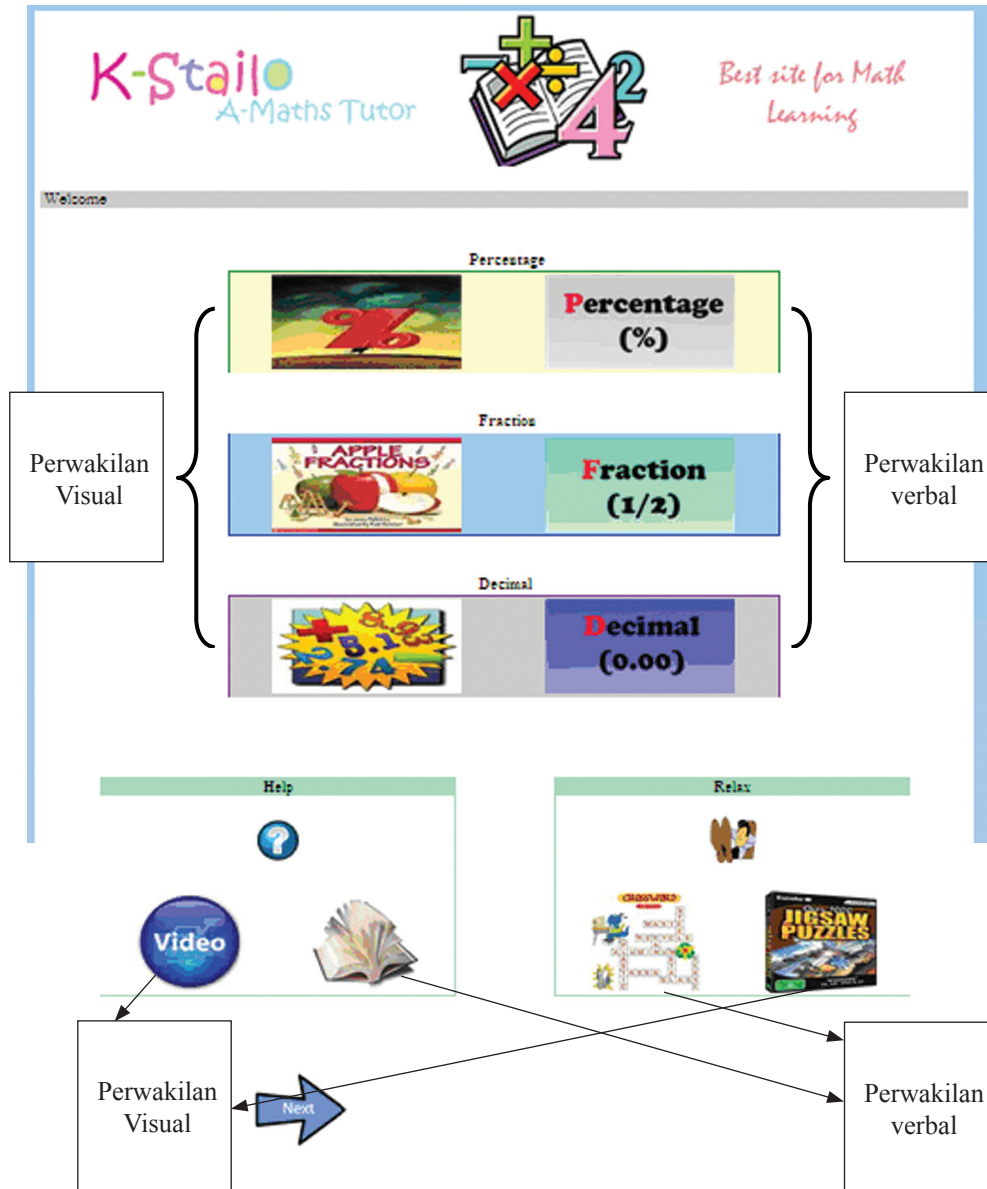 K-Stailo
A-Maths Tutor
Best site for Math
Learning
Welcome
Percentage
%
Percentage
(%)
Perwakilan
Visual
Fraction
APPLE
FRACTIONS
Fraction
(1/2)
Perwakilan
verbal
Decimal
Decimal
(0.00)
Help
?
Video
Relax
CROSSWORD
JIGSAW
PUZZLES
Perwakilan
Visual
Next
Perwakilan
verbal